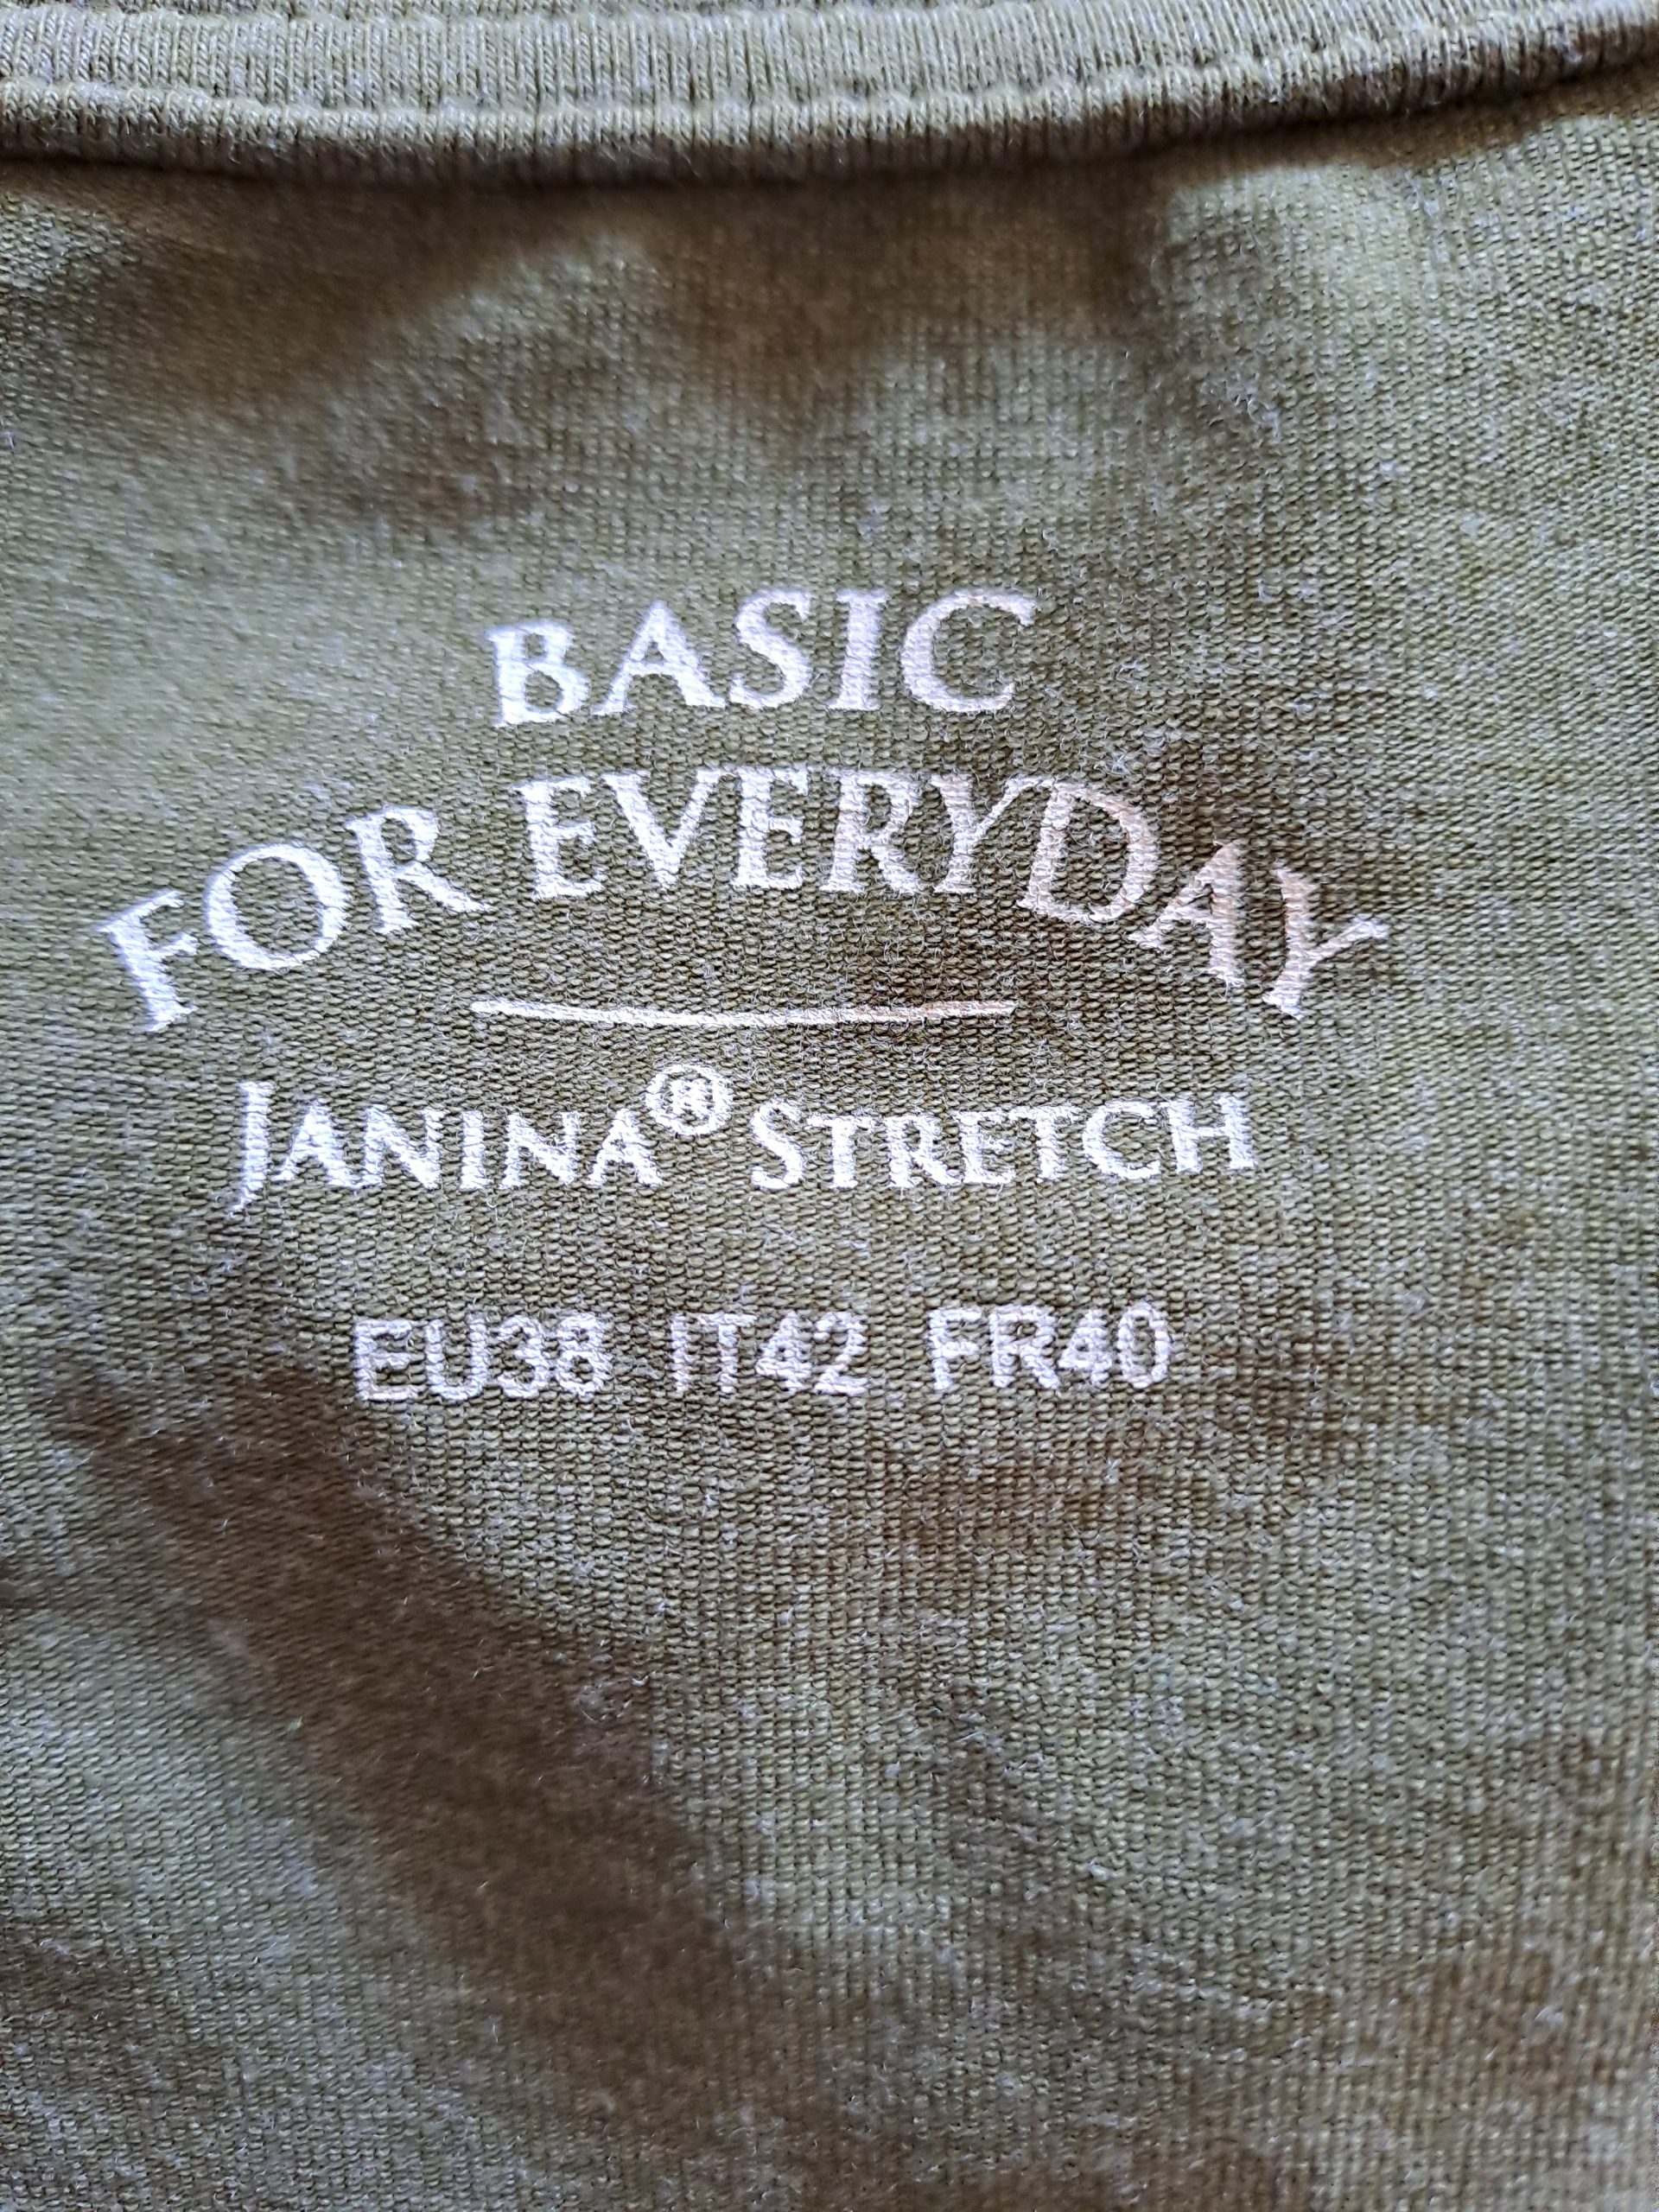 BASIC
FOR EVERYDAY
JANINA® STRETCH
EU38 IT42 FR40